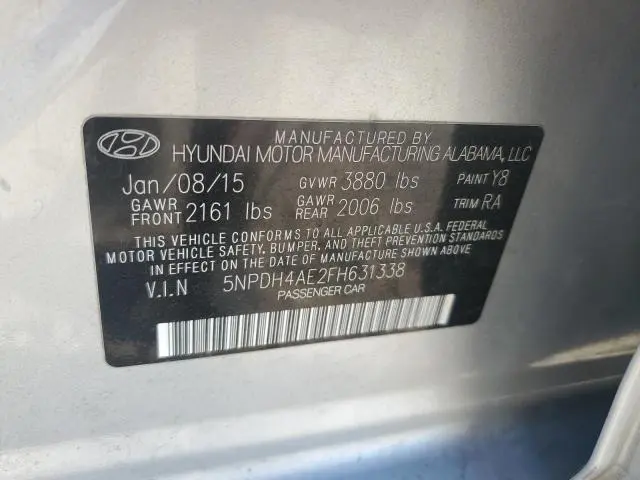 MANUFACTURED BY
HYUNDAI MOTOR MANUFACTURING ALABAMA, LLC
Jan/08/15 GVWR 3880 lbs PAINT Y8
GAWR FRONT 2161 lbs GAWR REAR 2006 lbs TRIM RA
THIS VEHICLE CONFORMS TO ALL APPLICABLE U.S.A. FEDERAL
MOTOR VEHICLE SAFETY, BUMPER, AND THEFT PREVENTION STANDARDS
IN EFFECT ON THE DATE OF MANUFACTURE SHOWN ABOVE
V.I.N 5NPDH4AE2FH631338
PASSENGER CAR